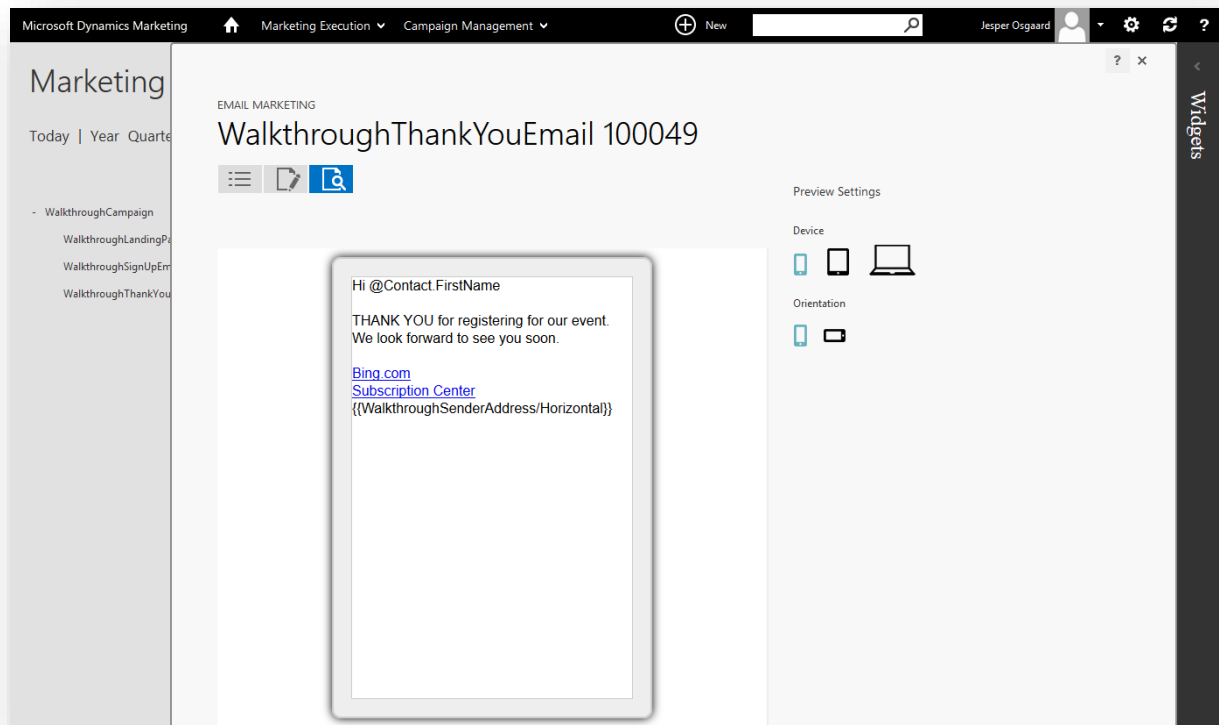 Microsoft Dynamics Marketing Marketing Execution Campaign Management New Jesper Osgaard ?
? ×
Marketing
Today | Year Quarte
- WalkthroughCampaign
WalkthroughLandingPa
WalkthroughSignUpEm
WalkthroughThankYou
EMAIL MARKETING
WalkthroughThankYouEmail 100049
Hi @Contact.FirstName
THANK YOU for registering for our event.
We look forward to see you soon.
Bing.com
Subscription Center
{{WalkthroughSenderAddress/Horizontal}}
Preview Settings
Device
Orientation
Widgets